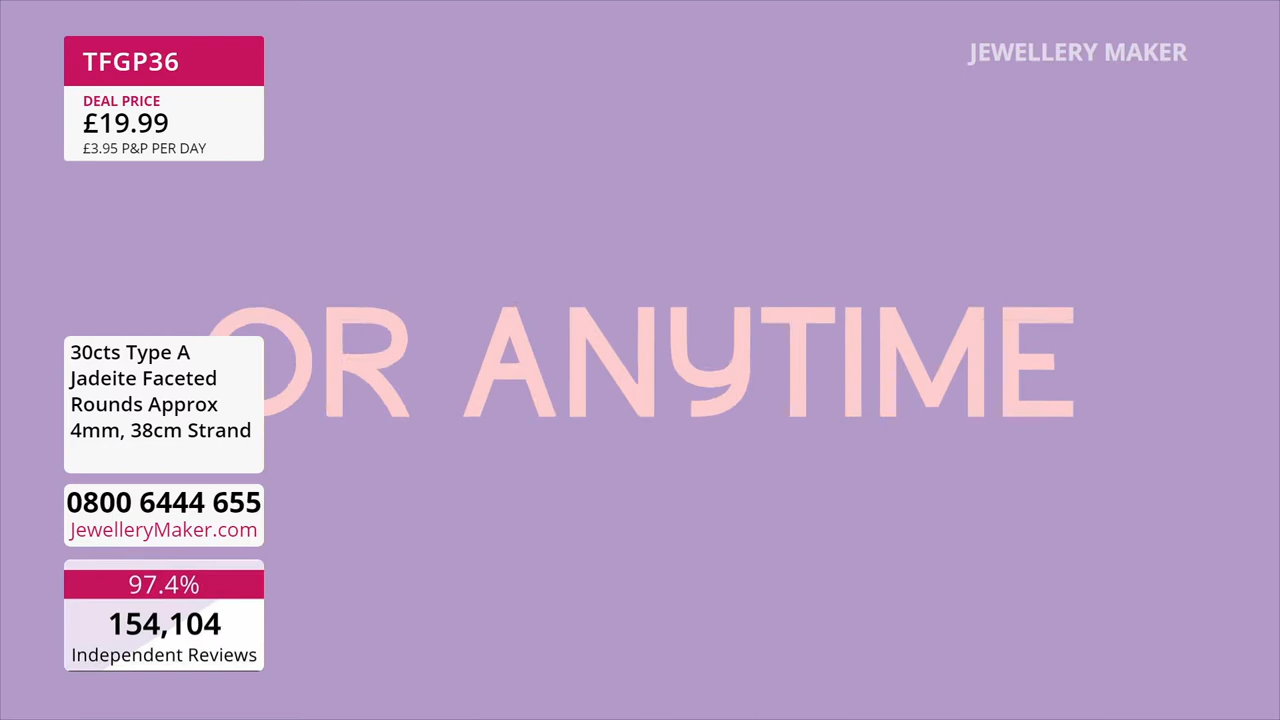 TFGP36
DEAL PRICE
£19.99
£3.95 P&P PER DAY
JEWELLERY MAKER
OR ANYTIME
30cts Type A
Jadeite Faceted
Rounds Approx
4mm, 38cm Strand
0800 6444 655
JewelleryMaker.com
97.4%
154,104
Independent Reviews